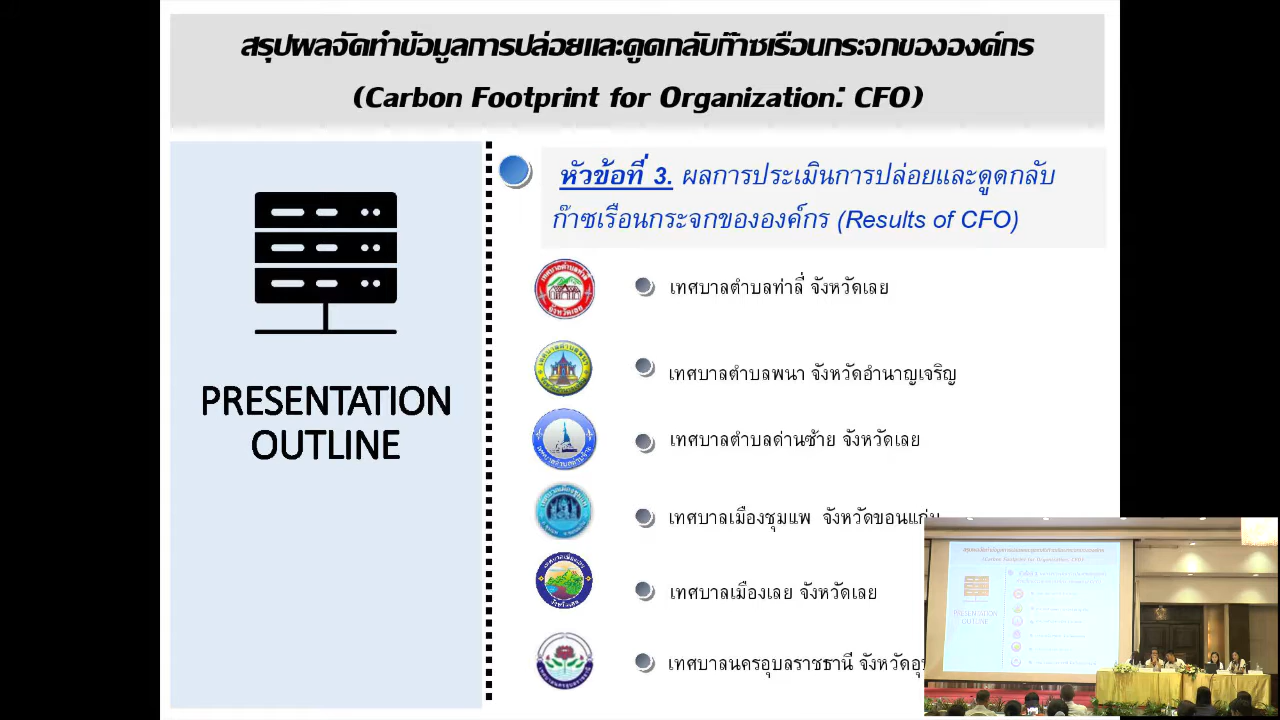 สรุปผลจัดทำข้อมูลการปล่อยและดูดกลับก๊าซเรือนกระจกขององค์กร
(Carbon Footprint for Organization: CFO)
PRESENTATION
OUTLINE
หัวข้อที่ 3. ผลการประเมินการปล่อยและดูดกลับ
ก๊าซเรือนกระจกขององค์กร (Results of CFO)
เทศบาลตำบลท่าลี่ จังหวัดเลย
เทศบาลตำบลพนา จังหวัดอำนาญเจริญ
เทศบาลตำบลด่านซ้าย จังหวัดเลย
เทศบาลเมืองชุมแพ จังหวัดขอนแก่น
เทศบาลเมืองเลย จังหวัดเลย
เทศบาลนครอุบลราชธานี